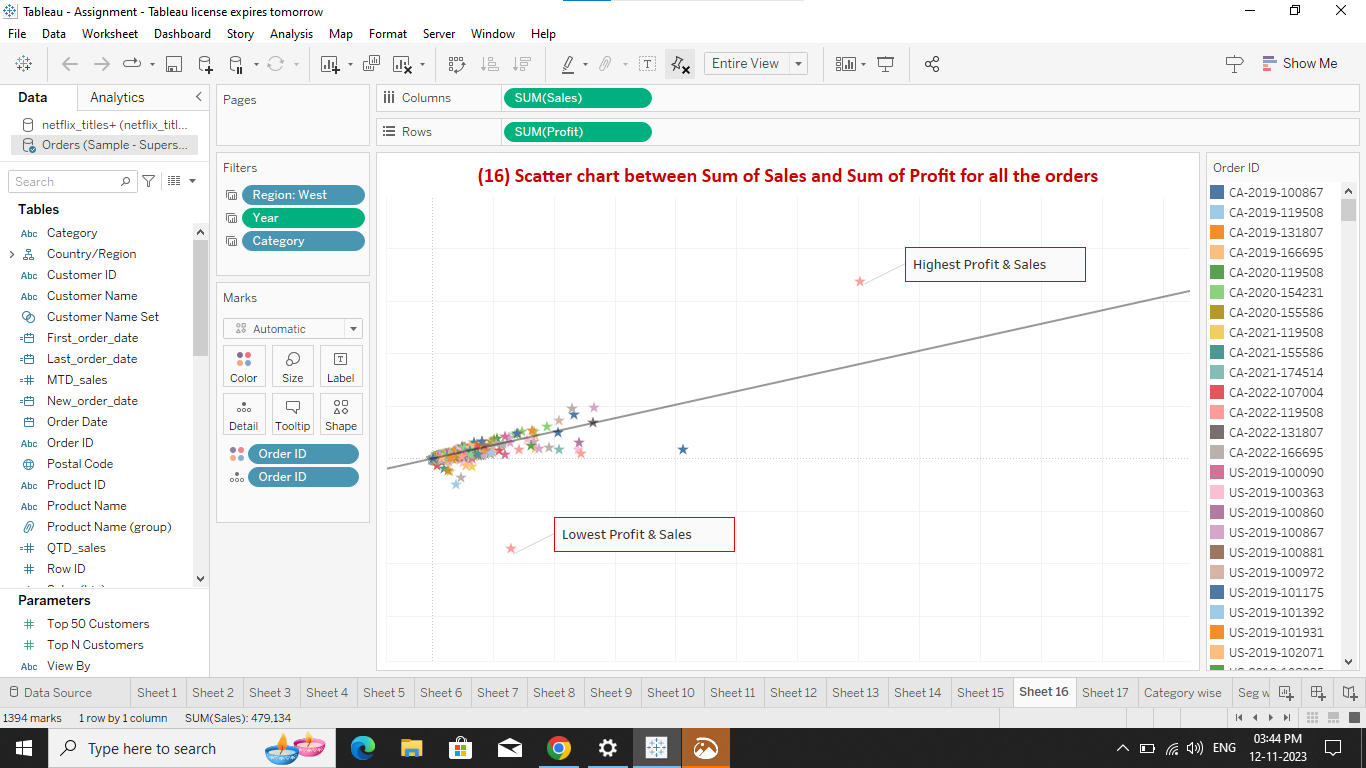 Tableau - Assignment - Tableau license expires tomorrow
File Data Worksheet Dashboard Story Analysis Map Format Server Window Help
Entire View
Show Me
Data Analytics
netflix_titles+ (netflix_titl...
Orders (Sample - Supers...
Search
Tables
Abc Category
Country/Region
Abc Customer ID
Abc Customer Name
Customer Name Set
First_order_date
Last_order_date
MTD_sales
New_order_date
Order Date
Abc Order ID
Postal Code
Abc Product ID
Abc Product Name
Product Name (group)
QTD_sales
Row ID
Parameters
Top 50 Customers
Top N Customers
Abc View By
Pages
Filters
Region: West
Year
Category
Marks
Automatic
Color Size Label
Detail Tooltip Shape
Order ID
Order ID
Columns SUM(Sales)
Rows SUM(Profit)
(16) Scatter chart between Sum of Sales and Sum of Profit for all the orders
Highest Profit & Sales
Lowest Profit & Sales
Order ID
CA-2019-100867
CA-2019-119508
CA-2019-131807
CA-2019-166695
CA-2020-119508
CA-2020-154231
CA-2020-155586
CA-2021-119508
CA-2021-155586
CA-2021-174514
CA-2022-107004
CA-2022-119508
CA-2022-131807
CA-2022-166695
US-2019-100090
US-2019-100363
US-2019-100860
US-2019-100867
US-2019-100881
US-2019-100972
US-2019-101175
US-2019-101392
US-2019-101931
US-2019-102071
Data Source Sheet 1 Sheet 2 Sheet 3 Sheet 4 Sheet 5 Sheet 6 Sheet 7 Sheet 8 Sheet 9 Sheet 10 Sheet 11 Sheet 12 Sheet 13 Sheet 14 Sheet 15 Sheet 16 Sheet 17 Category wise Seg w
1394 marks 1 row by 1 column SUM(Sales): 479,134
Type here to search
ENG
03:44 PM
12-11-2023